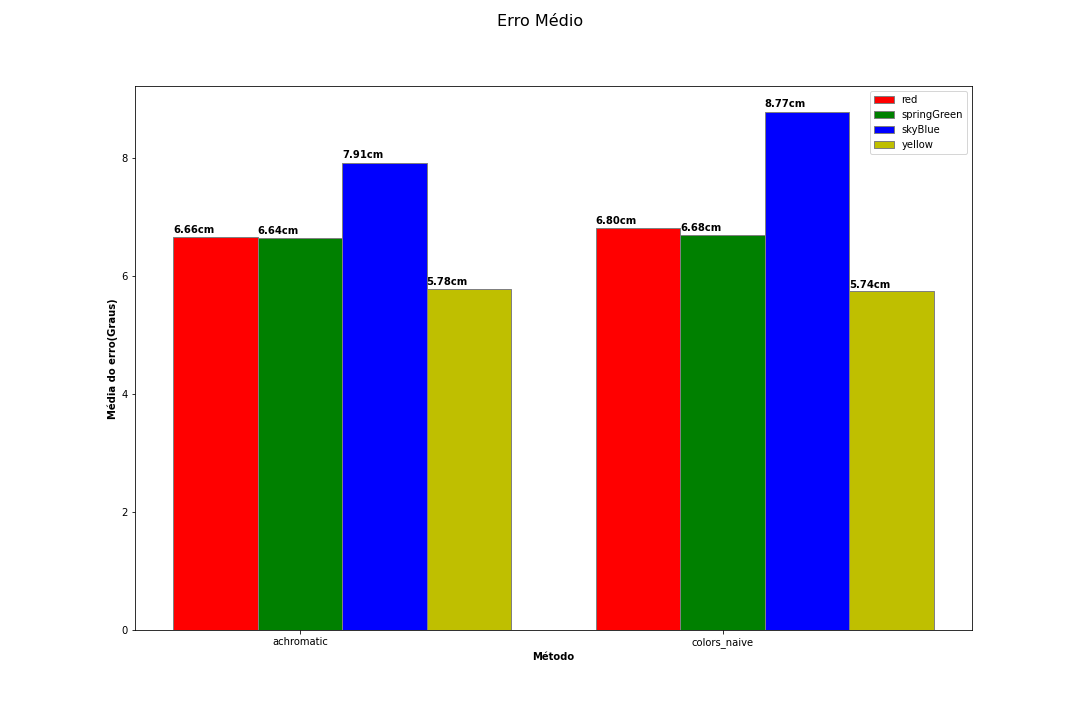 Erro Médio
red
springGreen
skyBlue
yellow
8.77cm
7.91cm
6.80cm
6.68cm
6.66cm
6.64cm
5.78cm
5.74cm
8
6
4
2
0
Média do erro(Graus)
achromatic
colors_naive
Método